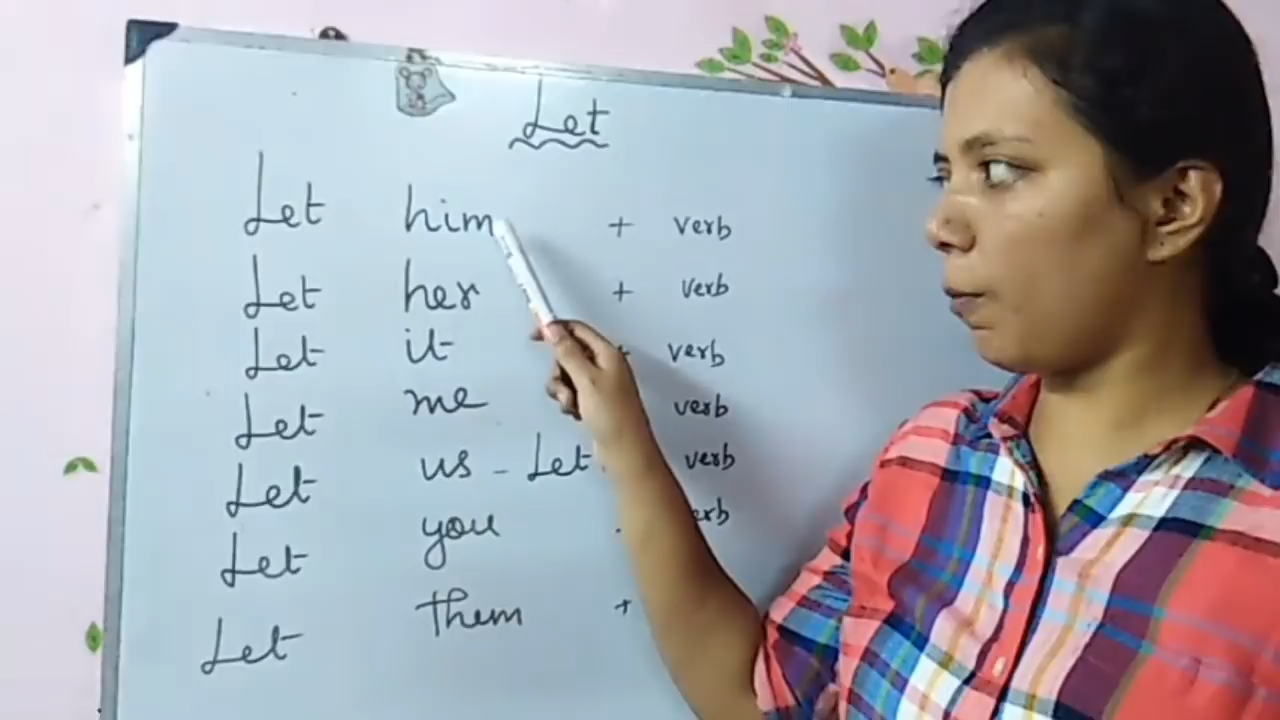 Let
Let him + verb
Let her + verb
Let it + verb
Let me verb
Let us - Let verb
Let you
Let them +